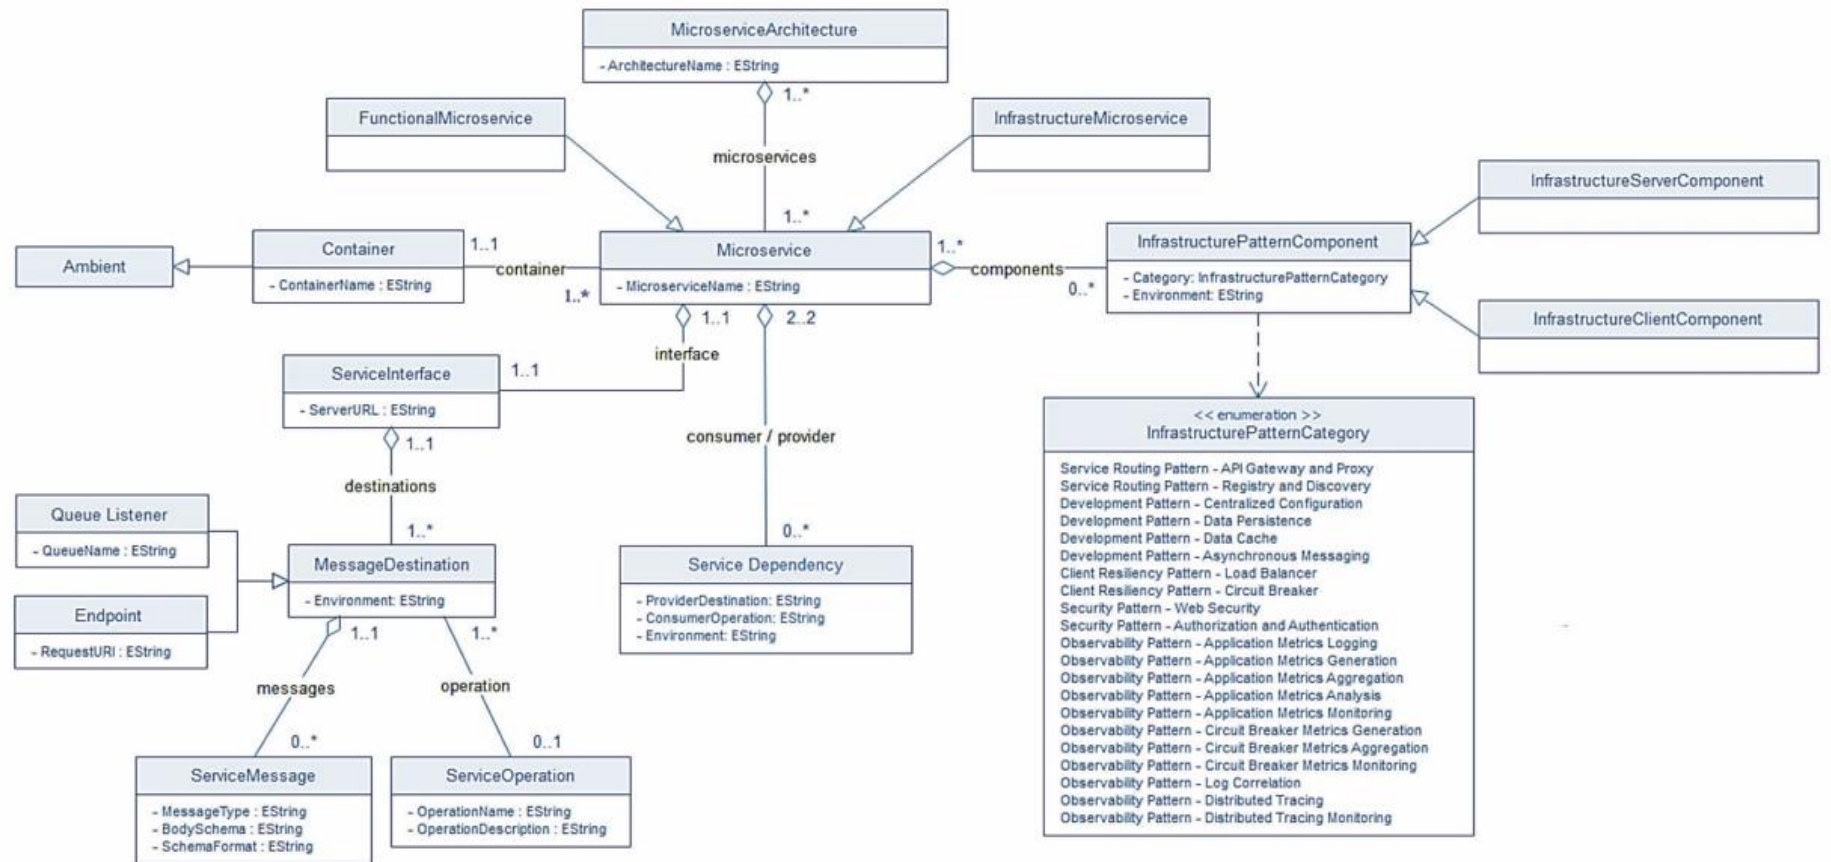 MicroserviceArchitecture
- ArchitectureName : EString
1..*
microservices
1..*
FunctionalMicroservice
InfrastructureMicroservice
InfrastructureServerComponent
Ambient
Container
- ContainerName : EString
1..1
container
1..*
Microservice
- MicroserviceName : EString
1..*
components
0..*
InfrastructurePatternComponent
- Category: InfrastructurePatternCategory
- Environment: EString
InfrastructureClientComponent
1..1
interface
1..1
2..2
consumer / provider
0..*
ServiceInterface
- ServerURL : EString
1..1
destinations
1..*
Queue Listener
- QueueName : EString
Endpoint
- RequestURI : EString
MessageDestination
- Environment: EString
1..1
messages
0..*
1..*
operation
0..1
Service Dependency
- ProviderDestination: EString
- ConsumerOperation: EString
- Environment: EString
ServiceMessage
- MessageType : EString
- BodySchema : EString
- SchemaFormat : EString
ServiceOperation
- OperationName : EString
- OperationDescription : EString
<< enumeration >>
InfrastructurePatternCategory
Service Routing Pattern - API Gateway and Proxy
Service Routing Pattern - Registry and Discovery
Development Pattern - Centralized Configuration
Development Pattern - Data Persistence
Development Pattern - Data Cache
Development Pattern - Asynchronous Messaging
Client Resiliency Pattern - Load Balancer
Client Resiliency Pattern - Circuit Breaker
Security Pattern - Web Security
Security Pattern - Authorization and Authentication
Observability Pattern - Application Metrics Logging
Observability Pattern - Application Metrics Generation
Observability Pattern - Application Metrics Aggregation
Observability Pattern - Application Metrics Analysis
Observability Pattern - Application Metrics Monitoring
Observability Pattern - Circuit Breaker Metrics Generation
Observability Pattern - Circuit Breaker Metrics Aggregation
Observability Pattern - Circuit Breaker Metrics Monitoring
Observability Pattern - Log Correlation
Observability Pattern - Distributed Tracing
Observability Pattern - Distributed Tracing Monitoring